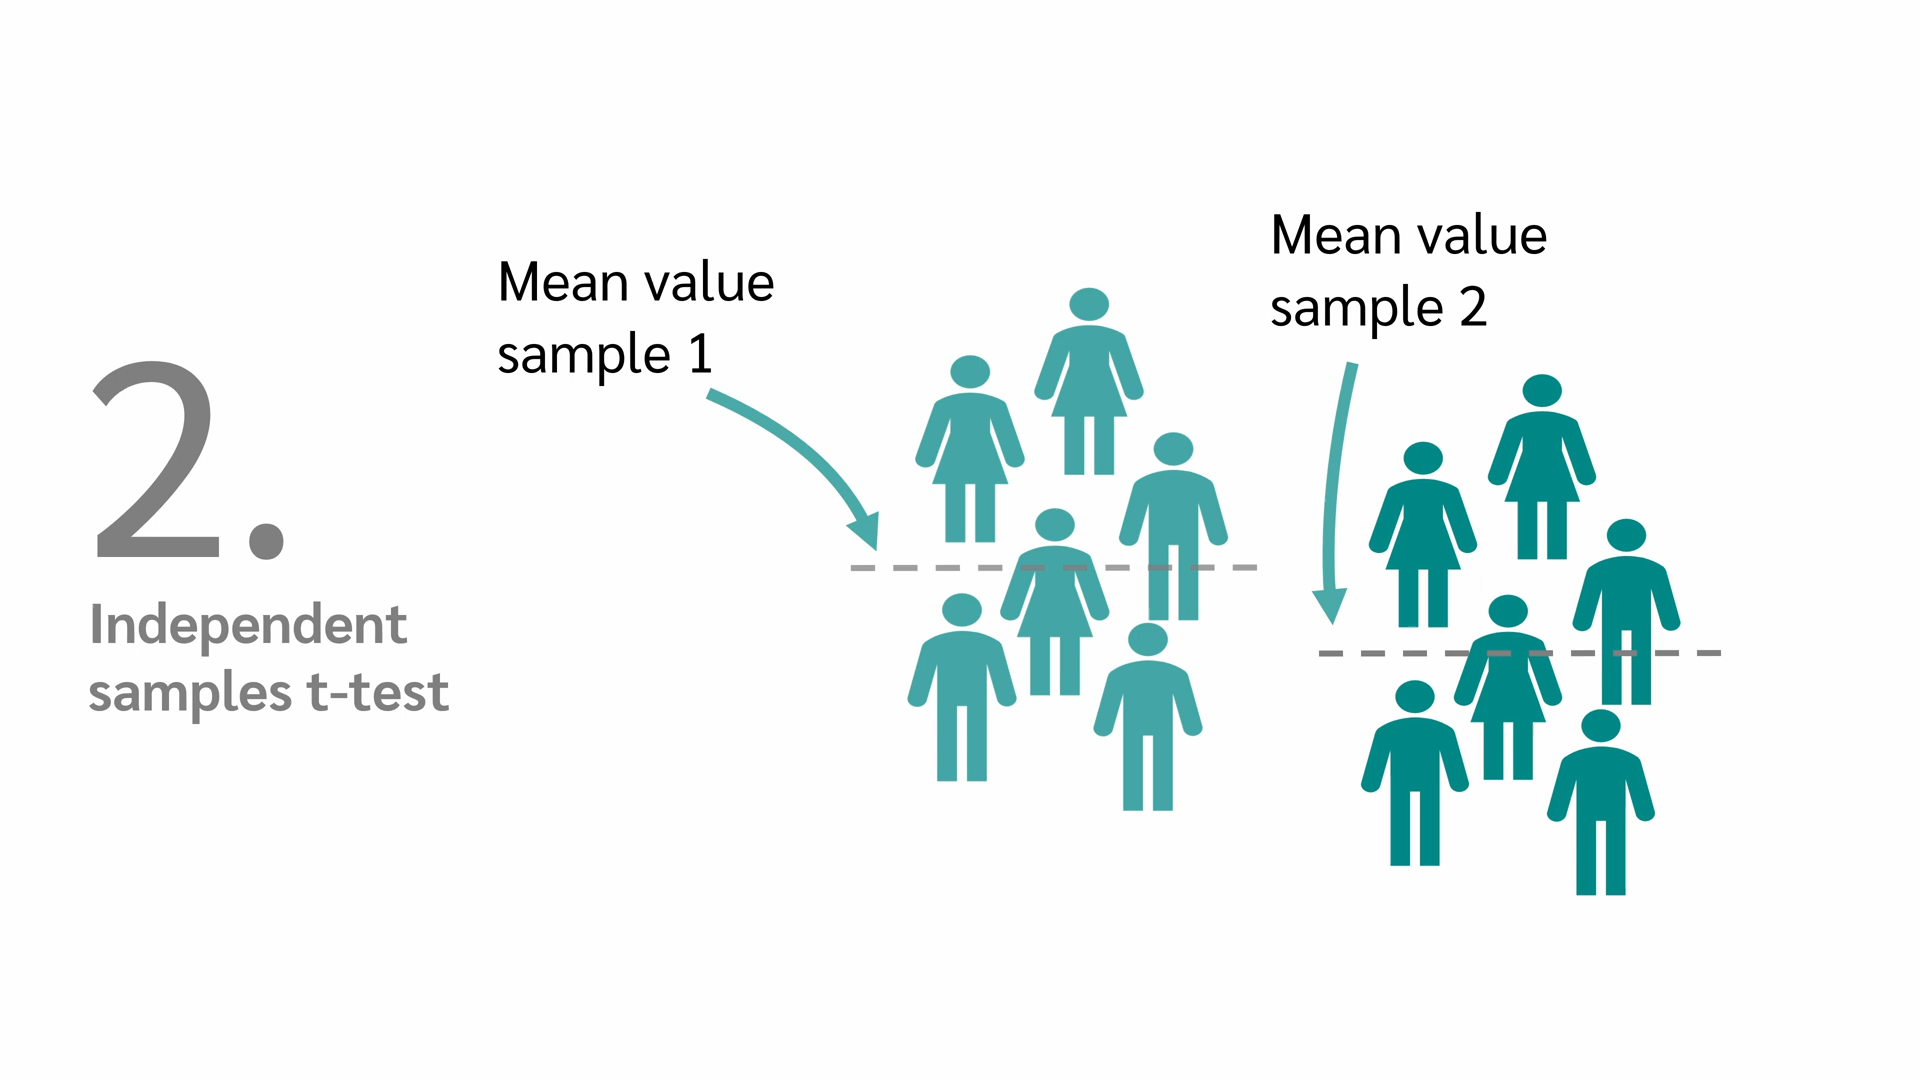 2.
Independent
samples t-test
Mean value
sample 1
Mean value
sample 2